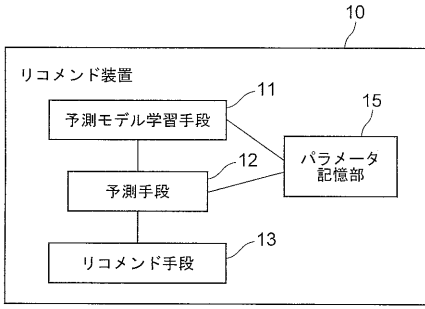 10
リコメンド装置
11
予測モデル学習手段
15
パラメータ
記憶部
12
予測手段
13
リコメンド手段